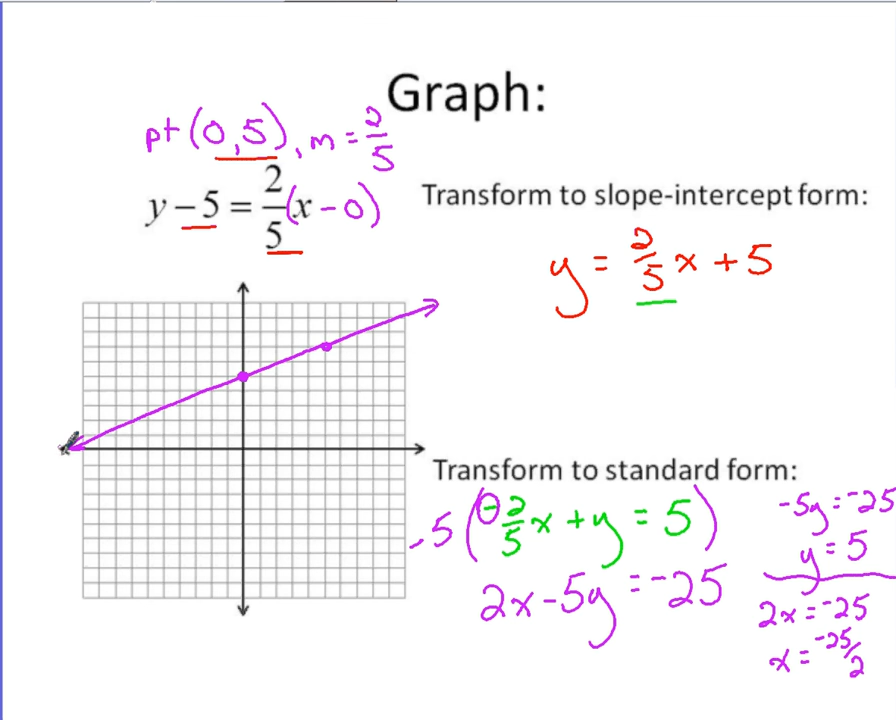 Graph:
pt (0,5), m = 2/5
y - 5 = 2/5 (x - 0)
Transform to slope-intercept form:
y = 2/5 x + 5
Transform to standard form:
-5 (-2/5 x + y = 5)
2x - 5y = -25
-5y = -25
y = 5
2x = -25
x = -25/2